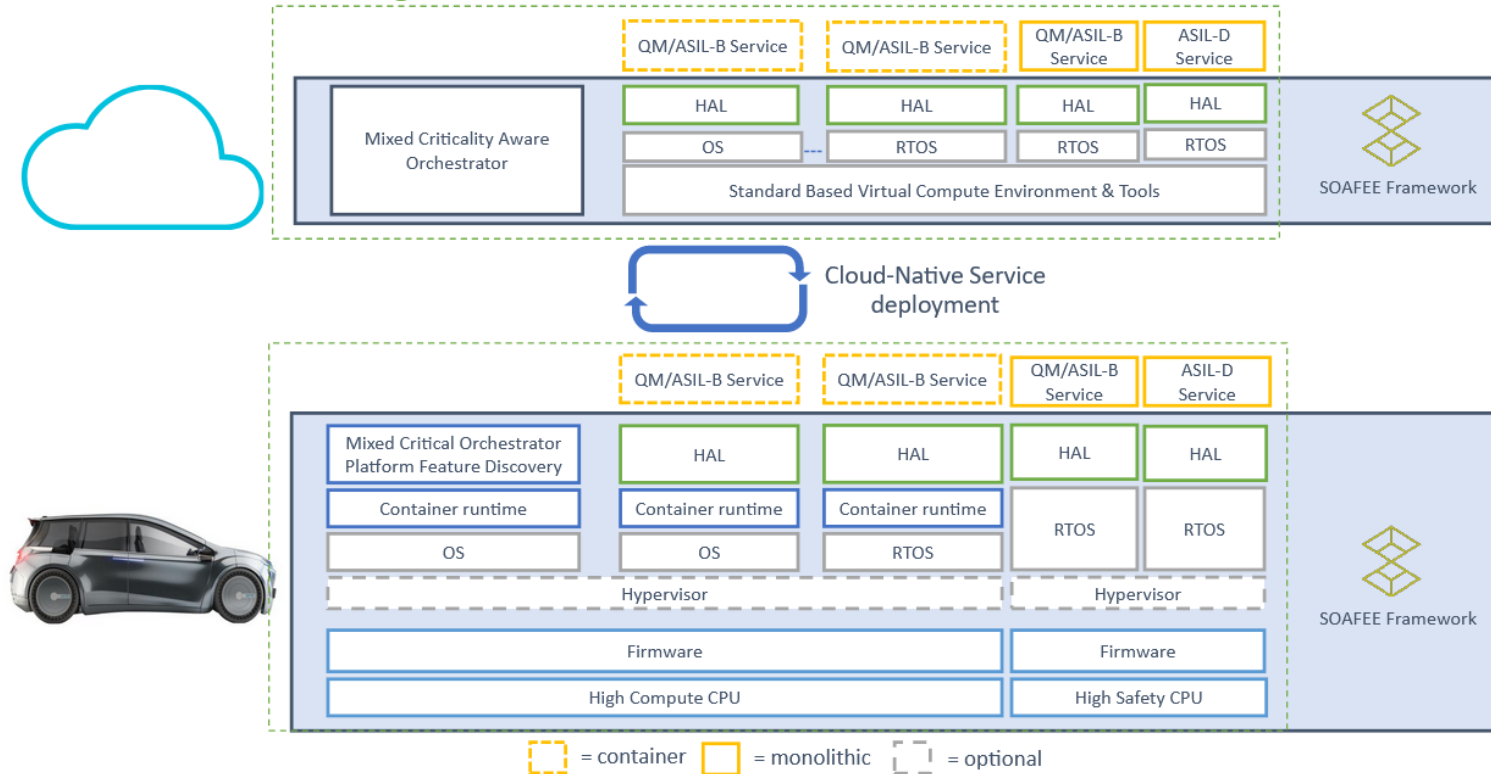 QM/ASIL-B Service
QM/ASIL-B Service
QM/ASIL-B
Service
ASIL-D
Service
Mixed Criticality Aware
Orchestrator
HAL
HAL
HAL
HAL
OS
---
RTOS
RTOS
RTOS
Standard Based Virtual Compute Environment & Tools
SOAFEE Framework
Cloud-Native Service
deployment
QM/ASIL-B Service
QM/ASIL-B Service
QM/ASIL-B
Service
ASIL-D
Service
Mixed Critical Orchestrator
Platform Feature Discovery
HAL
HAL
HAL
HAL
Container runtime
Container runtime
Container runtime
RTOS
RTOS
OS
OS
RTOS
Hypervisor
Hypervisor
SOAFEE Framework
Firmware
Firmware
High Compute CPU
High Safety CPU
= container
= monolithic
= optional